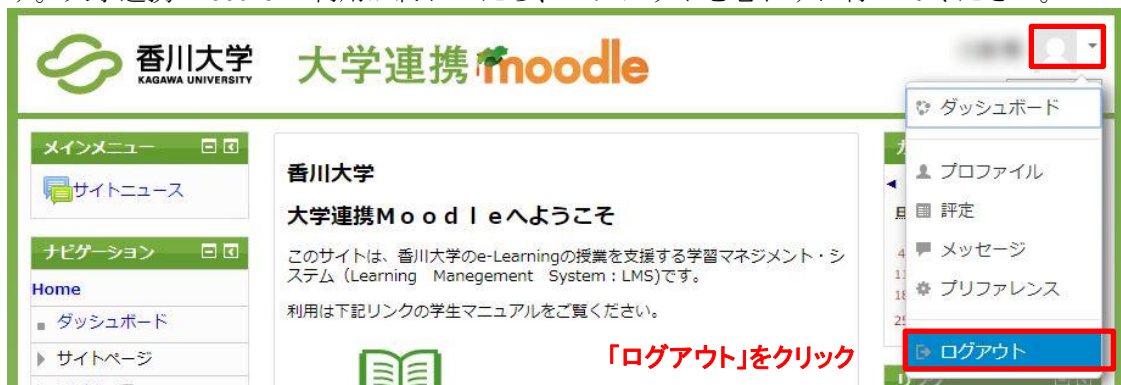 香川大学
KAGAWA UNIVERSITY
大学連携moodle
ダッシュボード
プロファイル
評定
メッセージ
プリファレンス
ログアウト
メインメニュー
サイトニュース
ナビゲーション
Home
ダッシュボード
サイトページ
香川大学
大学連携Moodleへようこそ
このサイトは、香川大学のe-Learningの授業を支援する学習マネジメント・シ
ステム（Learning Manegement System：LMS)です。
利用は下記リンクの学生マニュアルをご覧ください。
「ログアウト」をクリック